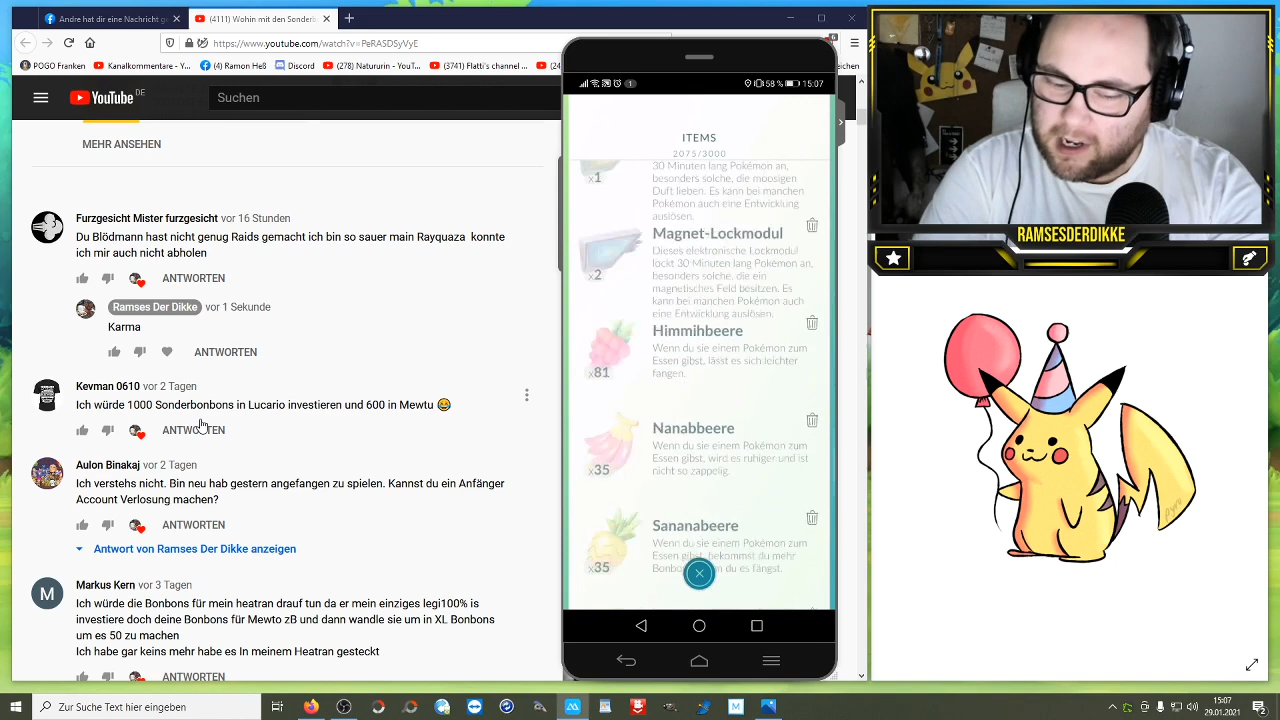 Andre hat dir eine Nachricht g
(4111) Wohin mit den Sonderb
https://www.youtube.com/watch?v=PeRASDSyVyE
POGO Franken
Kanalkommentare - Y...
(4) Ramon Heß
Discord
(278) Natururin - YouT...
(3741) Flatti's channel ...
(24
YouTube DE
Suchen
MEHR ANSEHEN
Furzgesicht Mister furzgesicht vor 16 Stunden
Du Blödmann hast nicht genug Raids gemacht ich bin so sauer main Rayquaza konnte
ich mir auch nicht abholen
ANTWORTEN
Ramses Der Dikke vor 1 Sekunde
Karma
ANTWORTEN
Kevman 0610 vor 2 Tagen
Ich würde 1000 Sonderbonbons in Lucario investieren und 600 in Mewtu 😂
ANTWORTEN
Aulon Binakaj vor 2 Tagen
Ich verstehs nicht. Bin neu hab gestern angefangen zu spielen. Kannst du ein Anfänger
Account Verlosung machen?
ANTWORTEN
Antwort von Ramses Der Dikke anzeigen
M
Markus Kern vor 3 Tagen
Ich würde die Bonbons für mein heatran drauf tun da er mein einziges legi100% is
investiere doch deine Bonbons für Mewto zB und dann wandle sie um in XL Bonbons
um es 50 zu machen
Ich habe gar keins mehr habe es In meinem Heatran gesteckt
ANTWORTEN
58 % 15:07
ITEMS
2075/3000
x1
30 Minuten lang Pokémon an,
besonders solche, die moosigen
Duft lieben. Es kann bei manchen
Pokémon auch eine Entwicklung
auslösen.
Magnet-Lockmodul
x2
Dieses elektronische Lockmodul
lockt 30 Minuten lang Pokémon an,
besonders solche, die ein
magnetisches Feld besitzen. Es
kann bei manchen Pokémon auch
eine Entwicklung auslösen.
Himmihbeere
x81
Wenn du sie einem Pokémon zum
Essen gibst, lässt es sich leichter
fangen.
Nanabbeere
x35
Wenn du sie einem Pokémon zum
Essen gibst, wird es ruhiger und ist
nicht so zappelig.
Sananabeere
x35
Wenn du sie einem Pokémon zum
Essen gibst, bekommst du mehr
du es fängst.
RAMSESDERDIKKE
Pyro
Zur Suche Text hier eingeben
15:07
29.01.2021
2